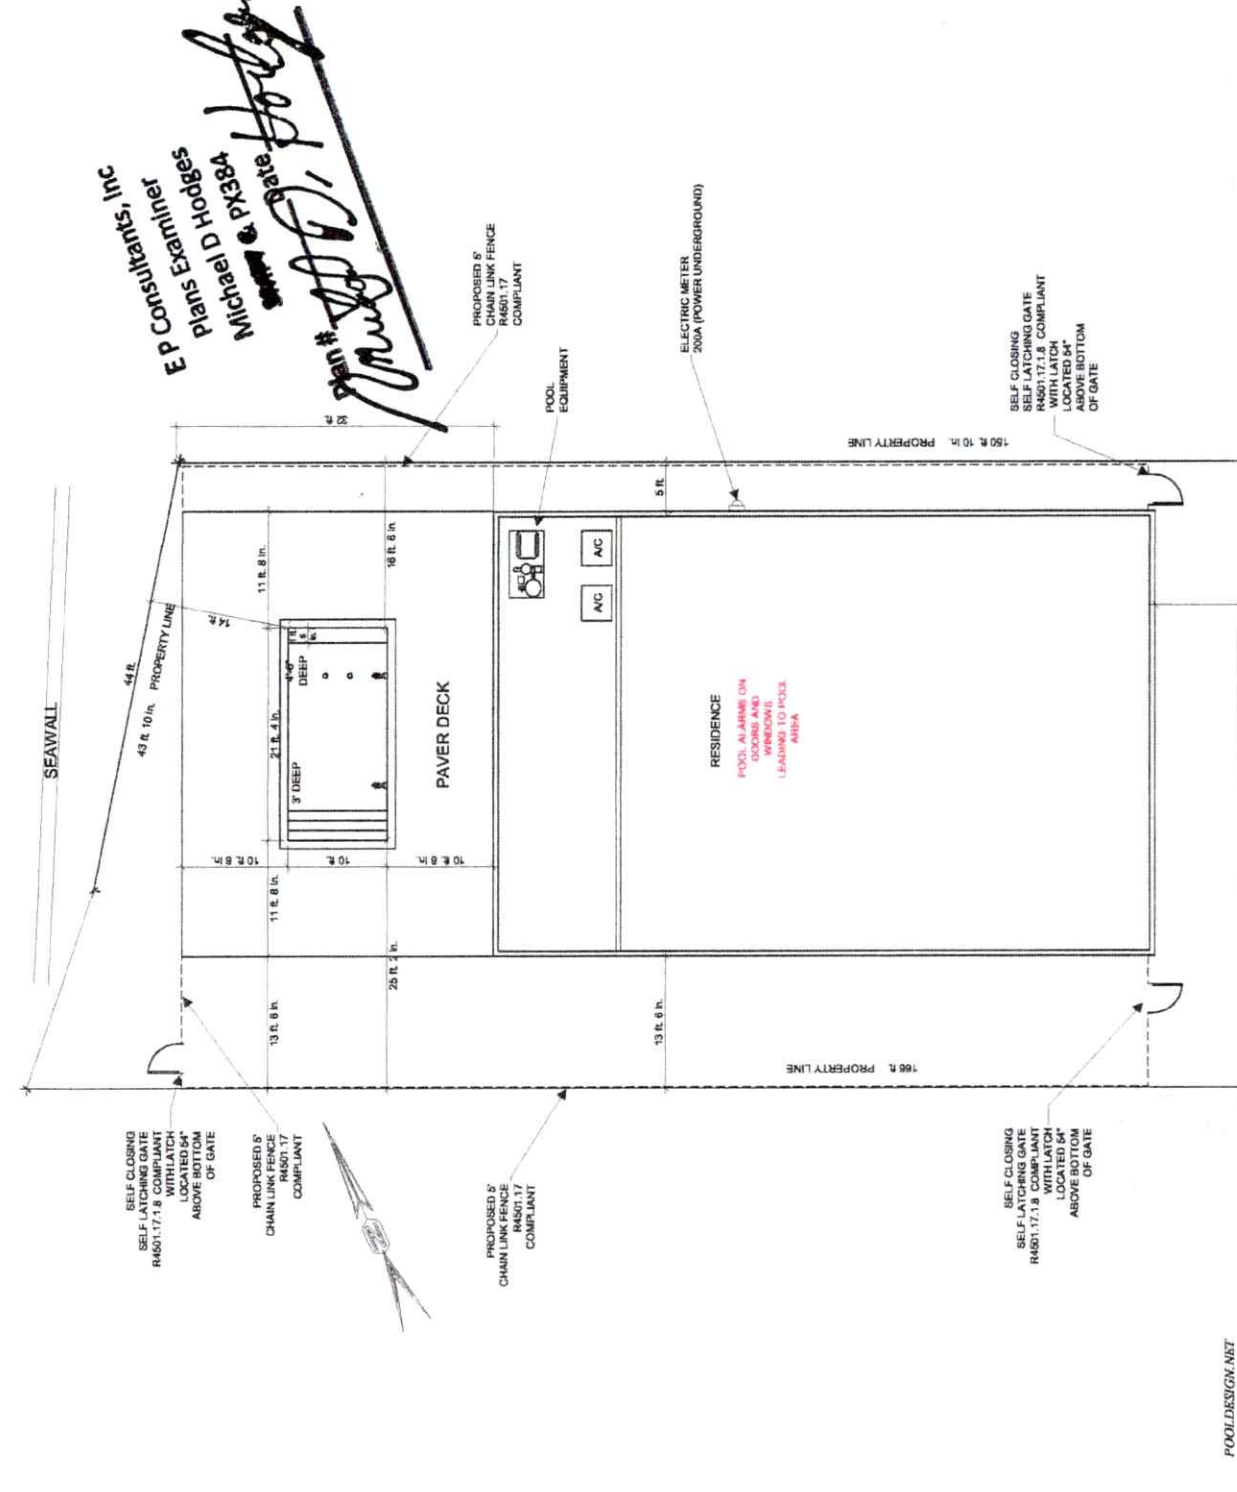 EP Consultants, Inc
Plans Examiner
Michael D Hodges
PX384
Date
Plan #
SEAWALL
44 ft.
43 ft. 10 in. PROPERTY LINE
14 ft.
32 ft.
PROPOSED 5'
CHAIN LINK FENCE
R4501.17
COMPLIANT
POOL
EQUIPMENT
ELECTRIC METER
200A (POWER UNDERGROUND)
SELF CLOSING
SELF LATCHING GATE
R4501.17.1.8 COMPLIANT
WITH LATCH
LOCATED 54"
ABOVE BOTTOM
OF GATE
150 ft. 10 in. PROPERTY LINE
5 ft.
11 ft. 8 in.
16 ft. 6 in.
21 ft. 4 in.
1 ft.
6
in.
4'-6"
DEEP
3' DEEP
10 ft. 8 in.
10 ft.
10 ft. 8 in.
11 ft. 8 in.
25 ft. 2 in.
13 ft. 6 in.
PAVER DECK
A/C
A/C
RESIDENCE
POOL ALARMS ON
DOORS AND
WINDOWS
LEADING TO POOL
AREA
13 ft. 6 in.
166 ft. PROPERTY LINE
SELF CLOSING
SELF LATCHING GATE
R4501.17.1.8 COMPLIANT
WITH LATCH
LOCATED 54"
ABOVE BOTTOM
OF GATE
PROPOSED 5'
CHAIN LINK FENCE
R4501.17
COMPLIANT
PROPOSED 5'
CHAIN LINK FENCE
R4501.17
COMPLIANT
SELF CLOSING
SELF LATCHING GATE
R4501.17.1.8 COMPLIANT
WITH LATCH
LOCATED 54"
ABOVE BOTTOM
OF GATE
POOLDESIGN.NET